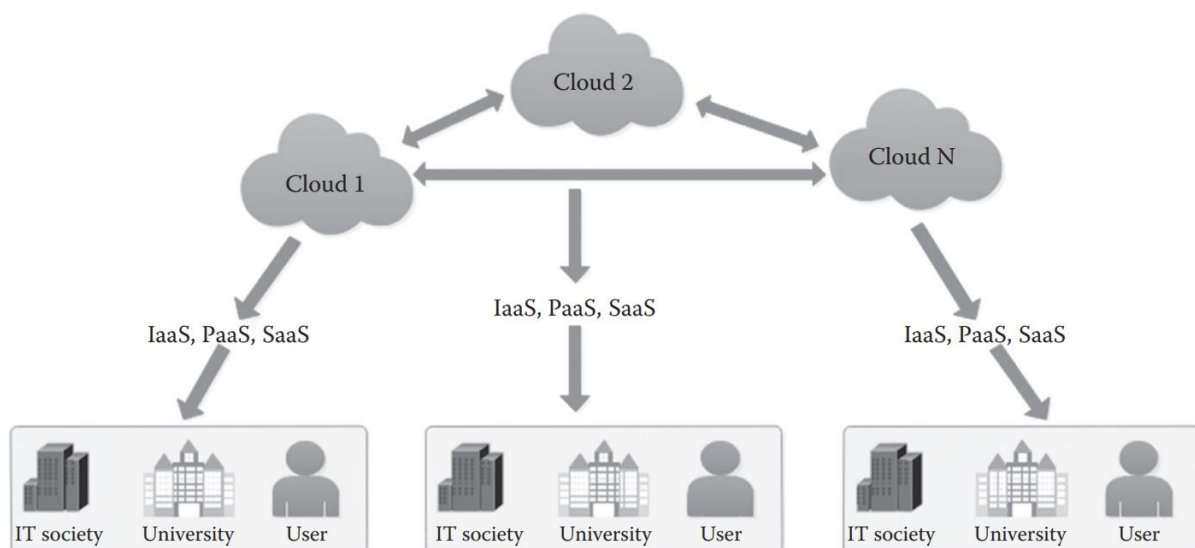 Cloud 2
Cloud N
Cloud 1
IaaS, PaaS, SaaS
IaaS, PaaS, SaaS
IaaS, PaaS, SaaS
IT society University User
IT society University User
IT society University User